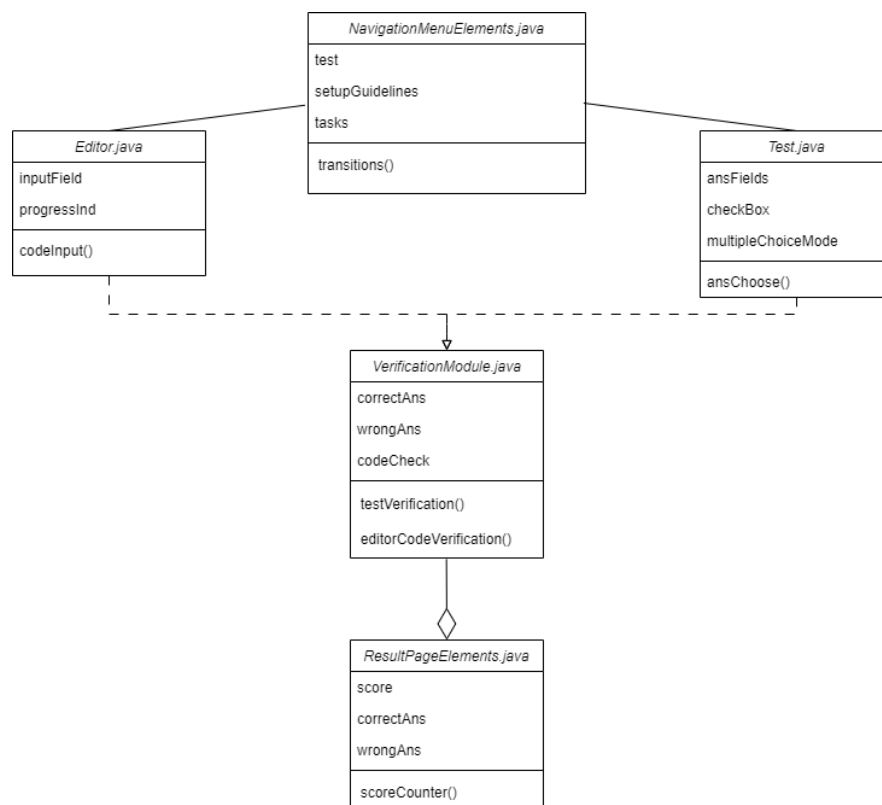 NavigationMenuElements.java
test
setupGuidelines
tasks
transitions()
Editor.java
inputField
progressInd
codeInput()
Test.java
ansFields
checkBox
multipleChoiceMode
ansChoose()
VerificationModule.java
correctAns
wrongAns
codeCheck
testVerification()
editorCodeVerification()
ResultPageElements.java
score
correctAns
wrongAns
scoreCounter()